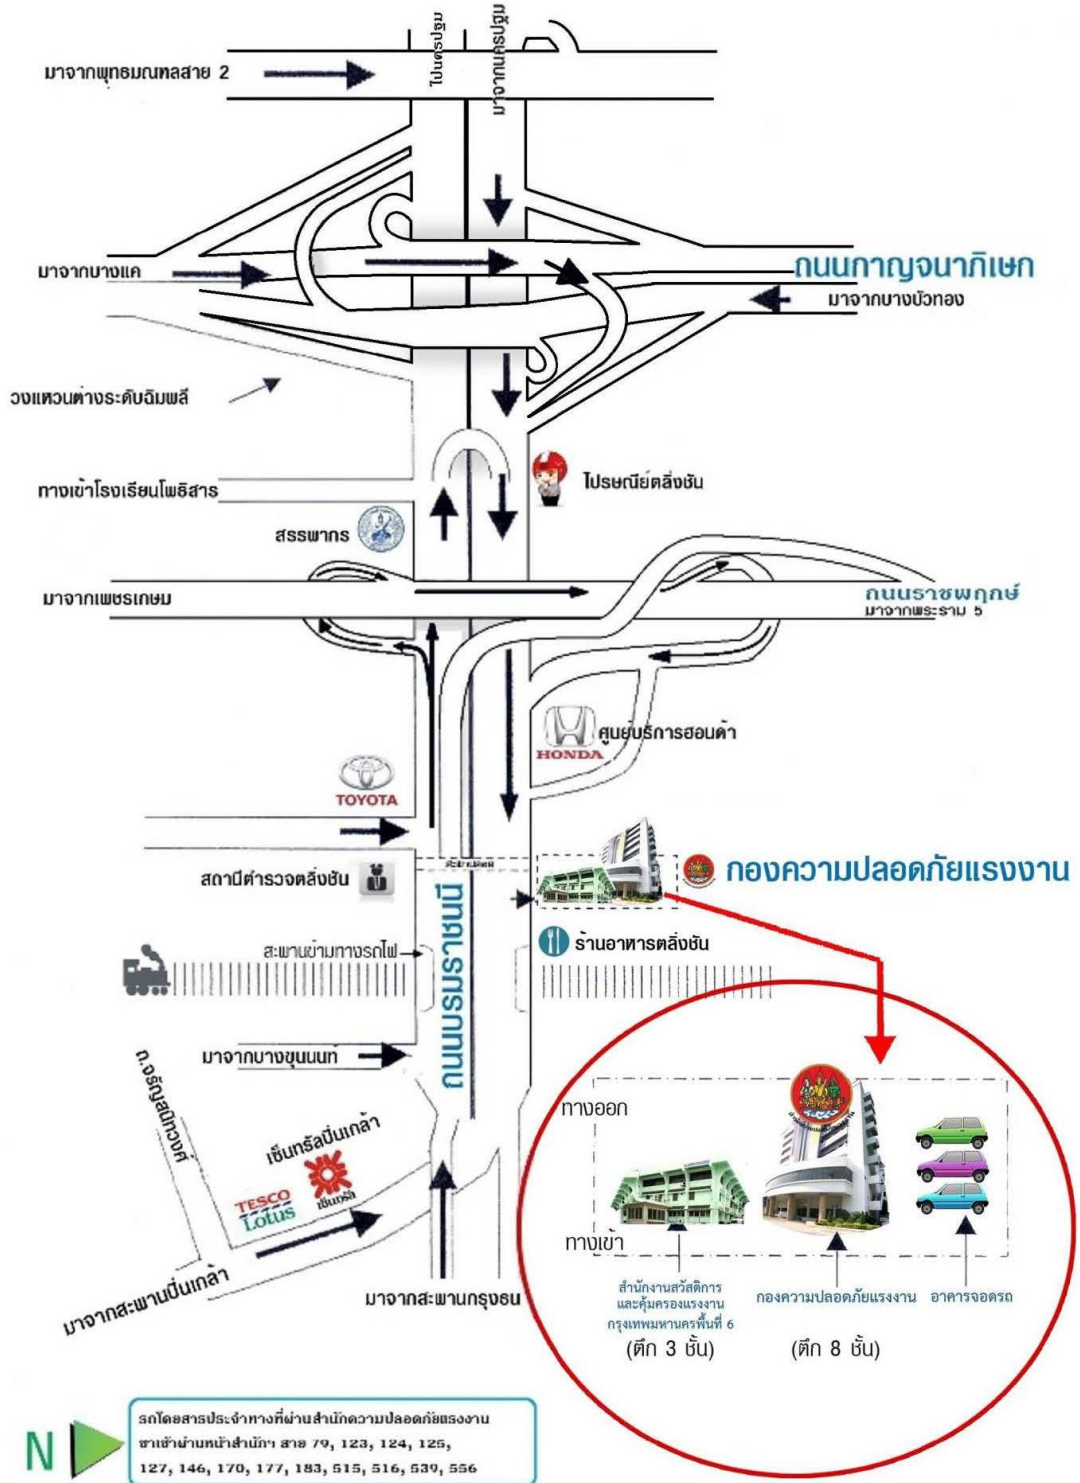 ไปนครปฐม
มาจากนครปฐม
มาจากพุทธมณฑลสาย 2
มาจากบางแค
ถนนกาญจนาภิเษก
มาจากบางบัวทอง
วงแหวนต่างระดับฉิมพลี
ทางเข้าโรงเรียนโพธิสาร
ไปรษณีย์ตลิ่งชัน
สรรพากร
มาจากเพชรเกษม
ถนนราชพฤกษ์
มาจากพระราม 5
ศูนย์บริการฮอนด้า
HONDA
TOYOTA
สะพานลอย
สถานีตำรวจตลิ่งชัน
กองความปลอดภัยแรงงาน
ร้านอาหารตลิ่งชัน
สะพานข้ามทางรถไฟ
ถนนบรมราชชนนี
มาจากบางขุนนนท์
ถ.จรัญสนิทวงศ์
เซ็นทรัลปิ่นเกล้า
TESCO
Lotus
เซ็นทรัล
มาจากสะพานปิ่นเกล้า
มาจากสะพานกรุงธน
ทางออก
ทางเข้า
สำนักงานสวัสดิการ
และคุ้มครองแรงงาน
กรุงเทพมหานครพื้นที่ 6
(ตึก 3 ชั้น)
กองความปลอดภัยแรงงาน
(ตึก 8 ชั้น)
อาคารจอดรถ
N
รถโดยสารประจำทางที่ผ่านสำนักความปลอดภัยแรงงาน
ขาเข้าผ่านหน้าสำนักฯ สาย 79, 123, 124, 125,
127, 146, 170, 177, 183, 515, 516, 539, 556